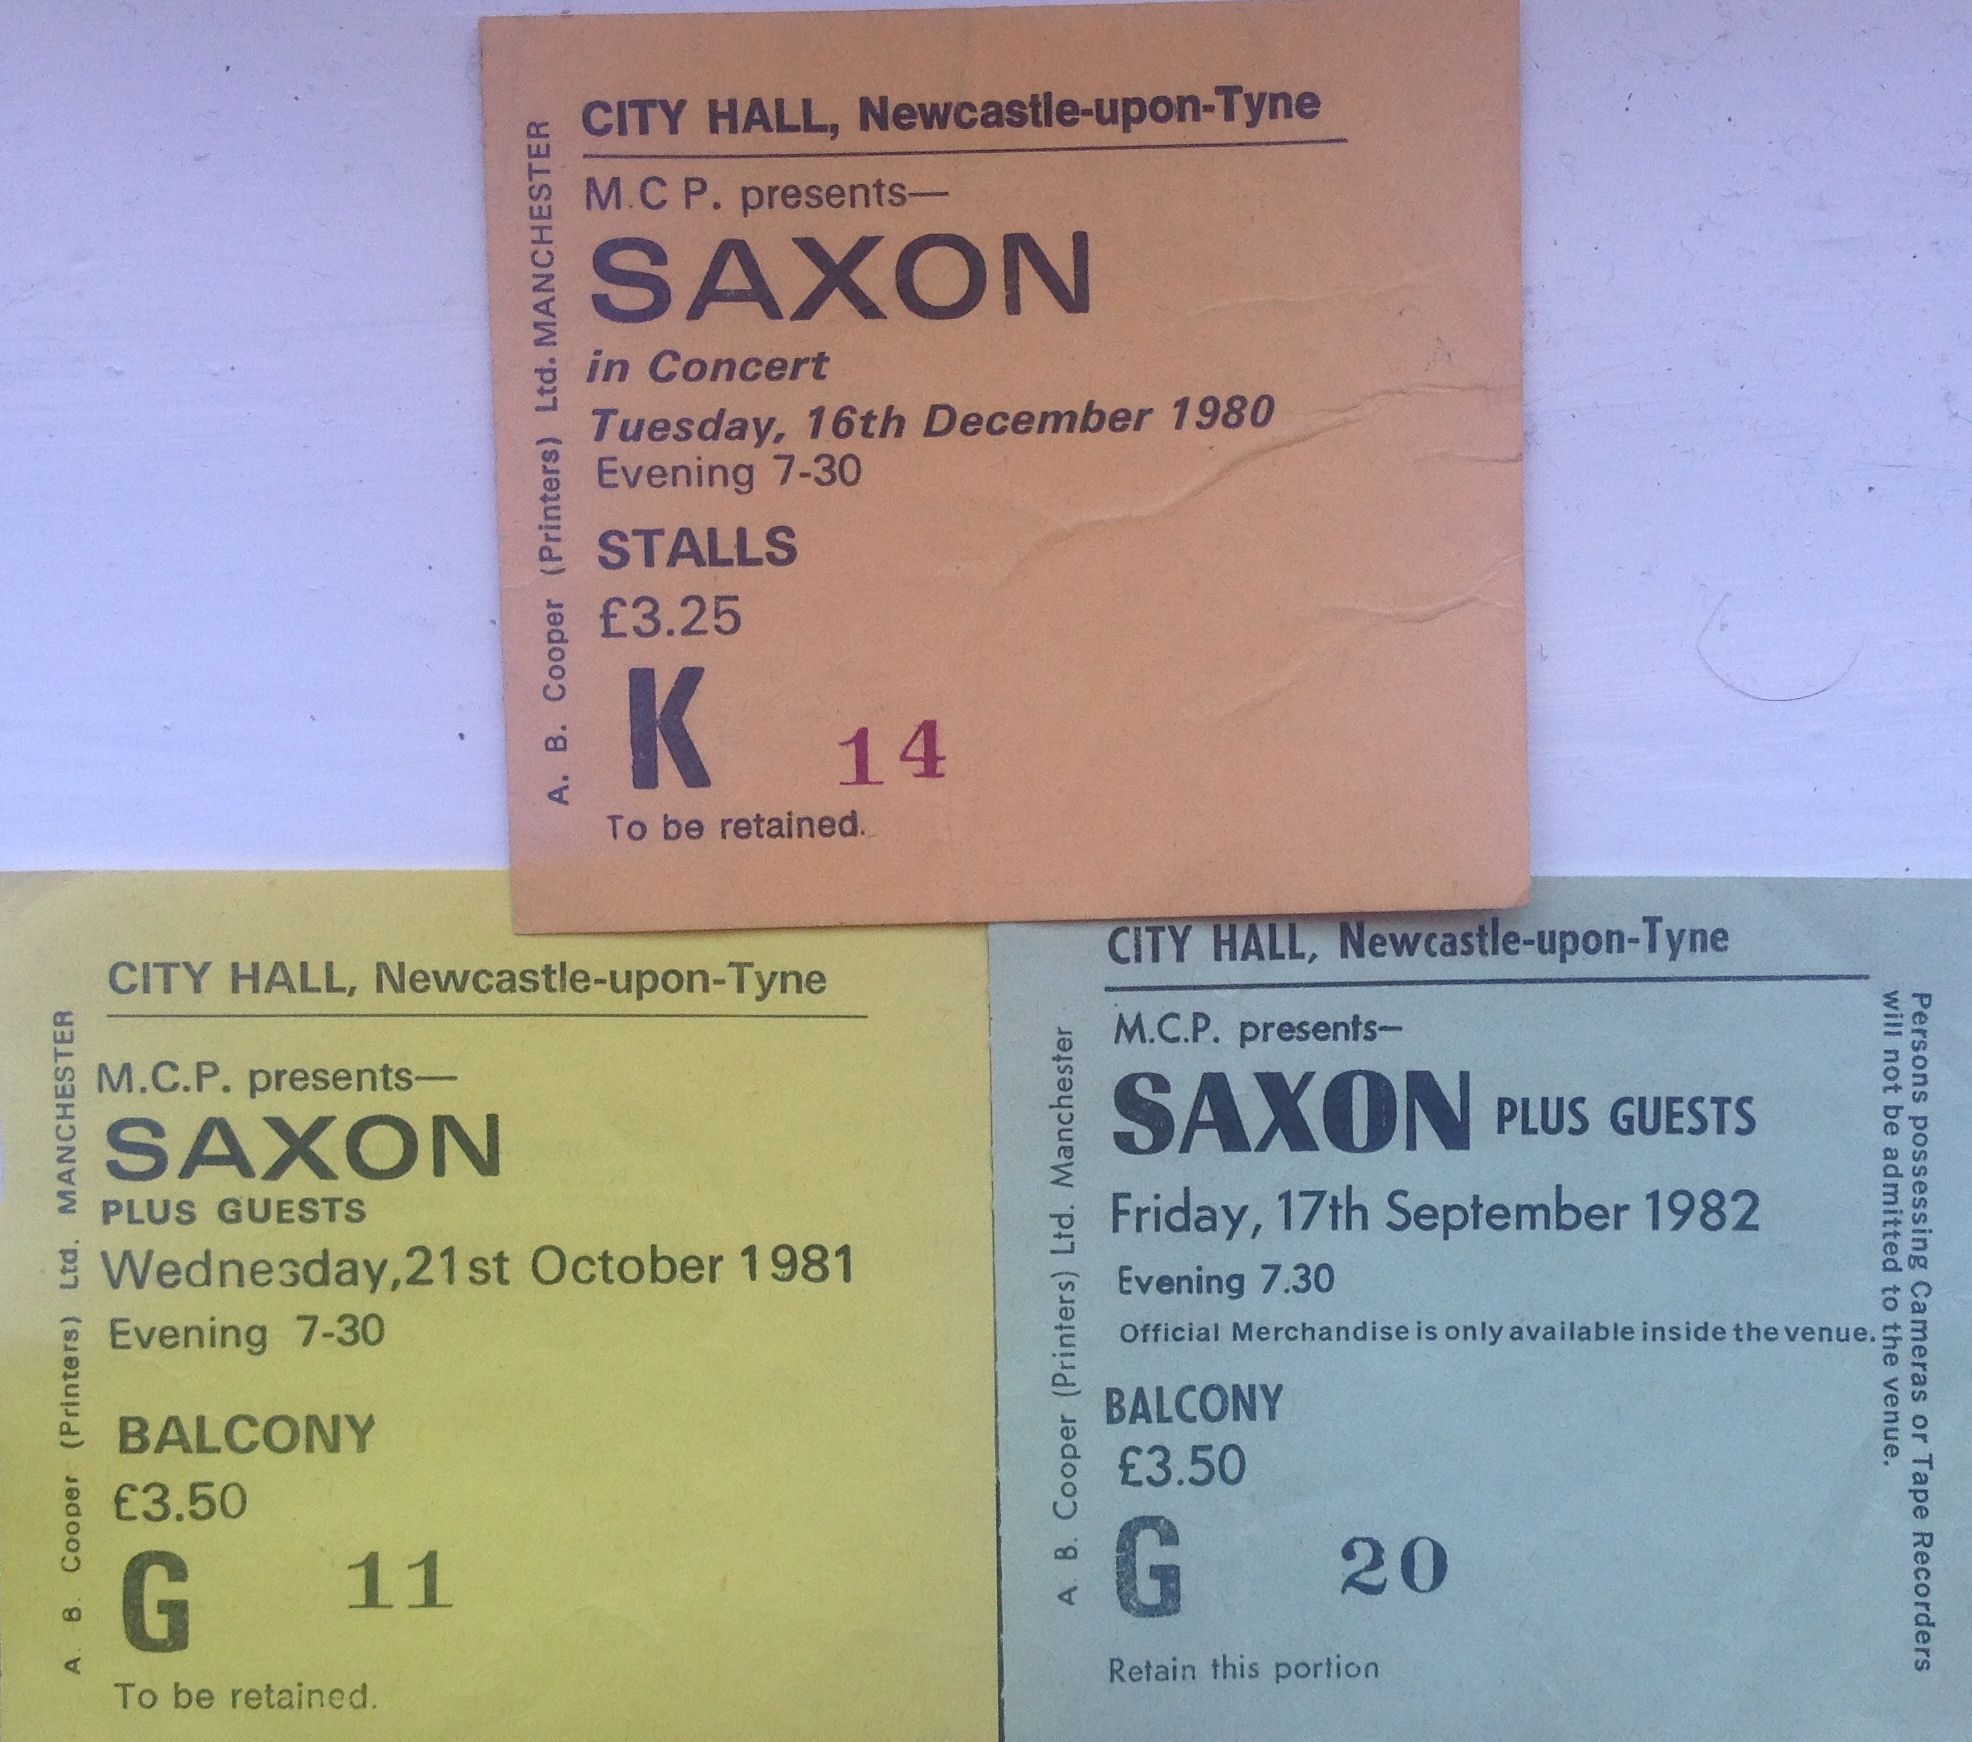 CITY HALL, Newcastle-upon-Tyne
M.C P. presents—
SAXON
in Concert
Tuesday, 16th December 1980
Evening 7-30
STALLS
£3.25
K 14
To be retained.
A. B. Cooper (Printers) Ltd. MANCHESTER
CITY HALL, Newcastle-upon-Tyne
M.C.P. presents—
SAXON
PLUS GUESTS
Wednesday, 21st October 1981
Evening 7-30
BALCONY
£3.50
G 11
To be retained.
A. B. Cooper (Printers) Ltd. MANCHESTER
CITY HALL, Newcastle-upon-Tyne
M.C.P. presents—
SAXON PLUS GUESTS
Friday, 17th September 1982
Evening 7.30
Official Merchandise is only available inside the venue.
BALCONY
£3.50
G 20
Retain this portion
A. B. Cooper (Printers) Ltd. Manchester
Persons possessing Cameras or Tape Recorders
will not be admitted to the venue.